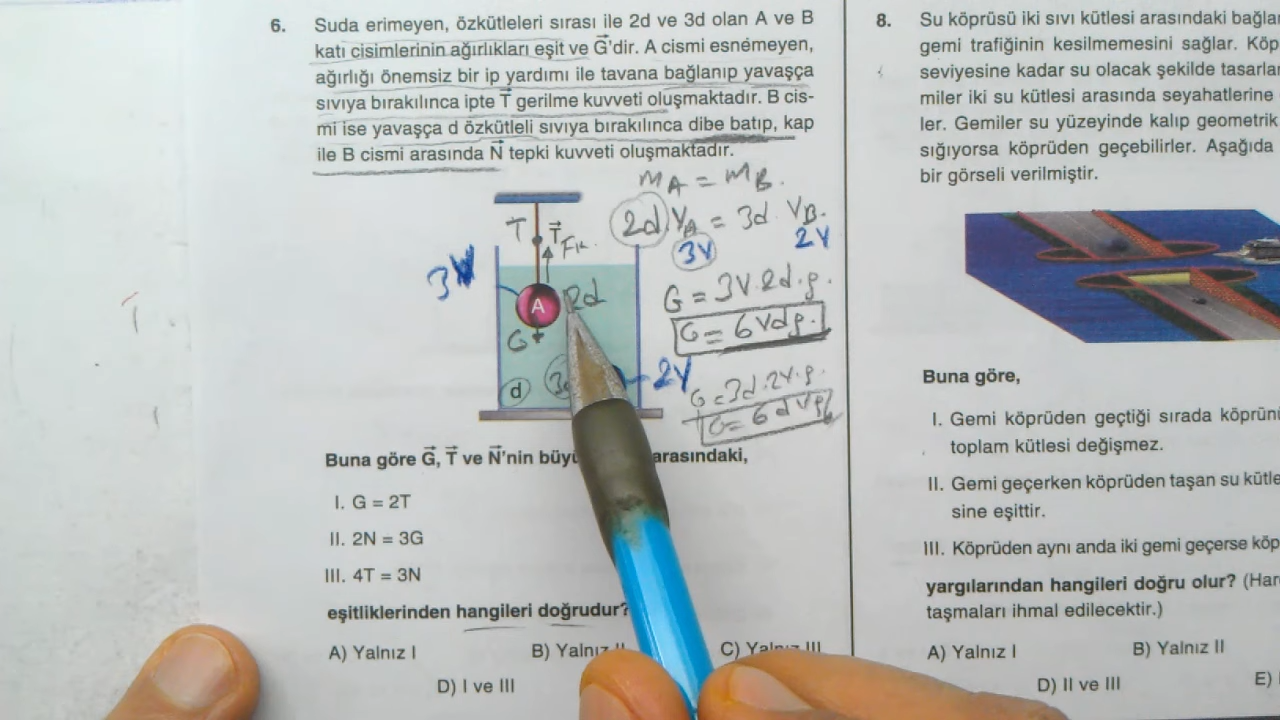 6. Suda erimeyen, özkütleleri sırası ile 2d ve 3d olan A ve B
katı cisimlerinin ağırlıkları eşit ve G'dir. A cismi esnemeyen,
ağırlığı önemsiz bir ip yardımı ile tavana bağlanıp yavaşça
sıvıya bırakılınca ipte T gerilme kuvveti oluşmaktadır. B cis-
mi ise yavaşça d özkütleli sıvıya bırakılınca dibe batıp, kap
ile B cismi arasında N tepki kuvveti oluşmaktadır.
mA = mB.
2d.VA = 3d VB.
3V 2V
G = 3V.2d.g.
G = 6Vdg.
G=3d.2V.g.
G= 6dVg
T T
Fk.
3V
A 2d
G
d 2V
Buna göre G, T ve N'nin arasındaki,
I. G = 2T
II. 2N = 3G
III. 4T = 3N
eşitliklerinden hangileri doğrudur?
A) Yalnız I B) Yalnız II C) Yalnız III
D) I ve III
8. Su köprüsü iki sıvı kütlesi arasındaki
gemi trafiğinin kesilmemesini sağlar.
seviyesine kadar su olacak şekilde
miler iki su kütlesi arasında seyahatlerine
ler. Gemiler su yüzeyinde kalıp geometrik
sığıyorsa köprüden geçebilirler. Aşağıda
bir görseli verilmiştir.
Buna göre,
I. Gemi köprüden geçtiği sırada
toplam kütlesi değişmez.
II. Gemi geçerken köprüden taşan su
sine eşittir.
III. Köprüden aynı anda iki gemi geçerse
yargılarından hangileri doğru olur?
taşmaları ihmal edilecektir.)
A) Yalnız I B) Yalnız II
D) II ve III E)